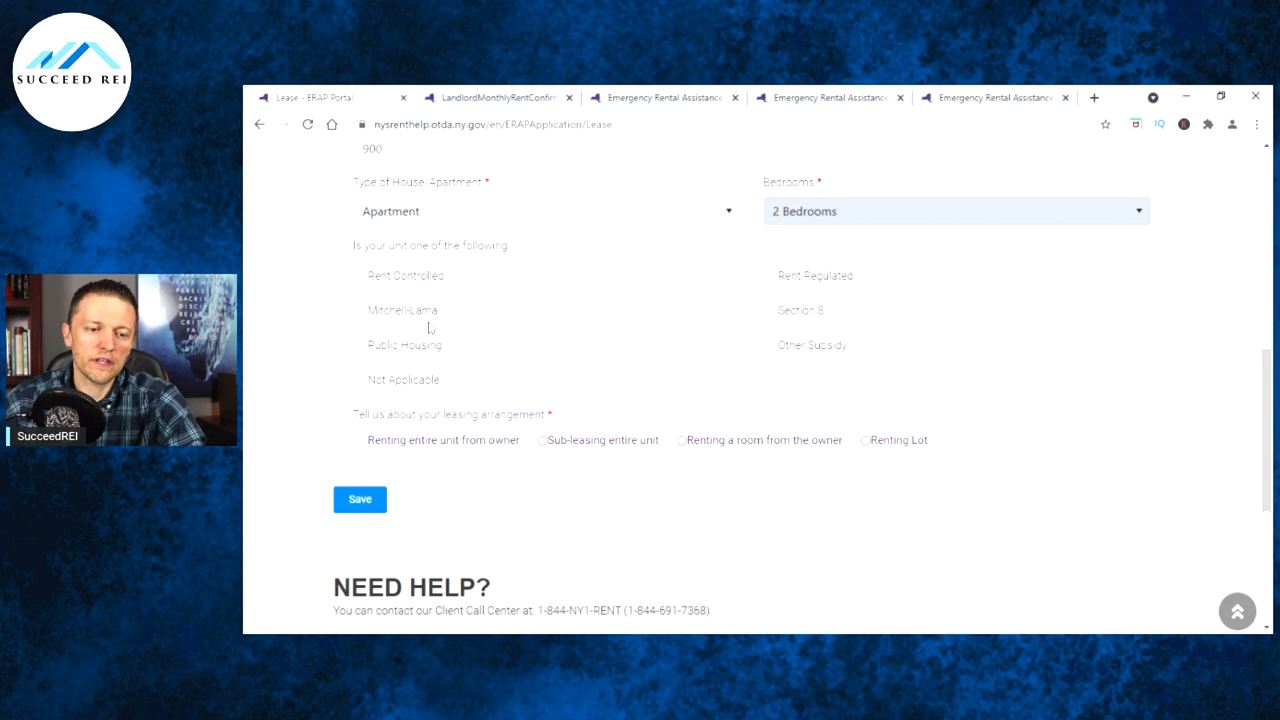 SUCCEED REI
Lease - ERAP Portal
LandlordMonthlyRentConfirm
Emergency Rental Assistance
Emergency Rental Assistance
Emergency Rental Assistance
nysrenthelp.otda.ny.gov/en/ERAPApplication/Lease
900
Type of House/Apartment *
Bedrooms *
Apartment
2 Bedrooms
Is your unit one of the following
Rent Controlled
Rent Regulated
Mitchell-Lama
Section 8
Public Housing
Other Subsidy
Not Applicable
Tell us about your leasing arrangement *
Renting entire unit from owner Sub-leasing entire unit Renting a room from the owner Renting Lot
Save
NEED HELP?
You can contact our Client Call Center at: 1-844-NY1-RENT (1-844-691-7368)
SucceedREI